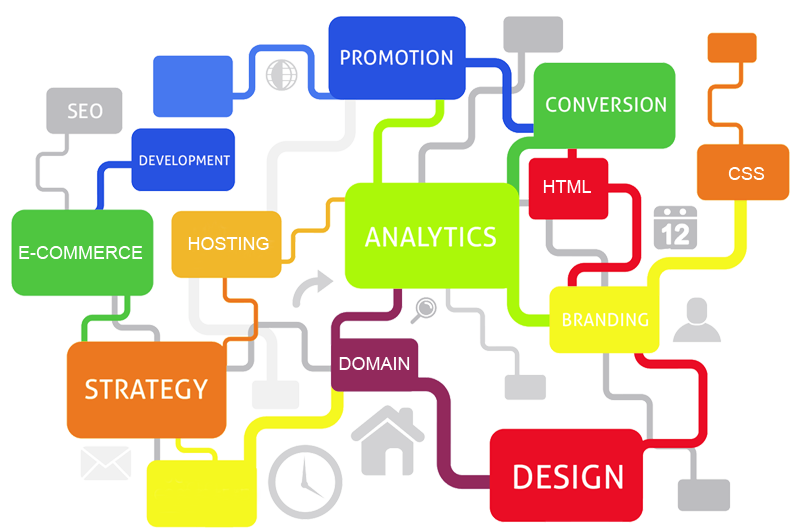 PROMOTION
SEO
CONVERSION
DEVELOPMENT
HTML
CSS
E-COMMERCE
HOSTING
ANALYTICS
12
BRANDING
STRATEGY
DOMAIN
DESIGN